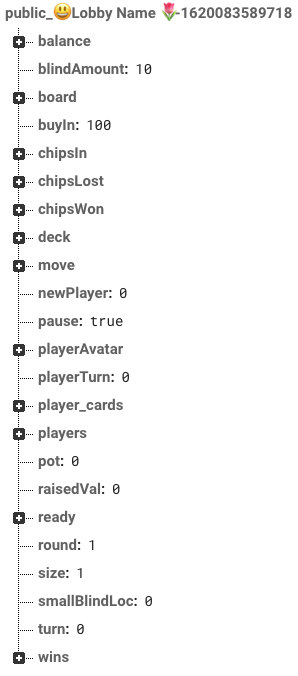 public_😃Lobby Name 🌷-1620083589718
balance
blindAmount: 10
board
buyIn: 100
chipsIn
chipsLost
chipsWon
deck
move
newPlayer: 0
pause: true
playerAvatar
playerTurn: 0
player_cards
players
pot: 0
raisedVal: 0
ready
round: 1
size: 1
smallBlindLoc: 0
turn: 0
wins